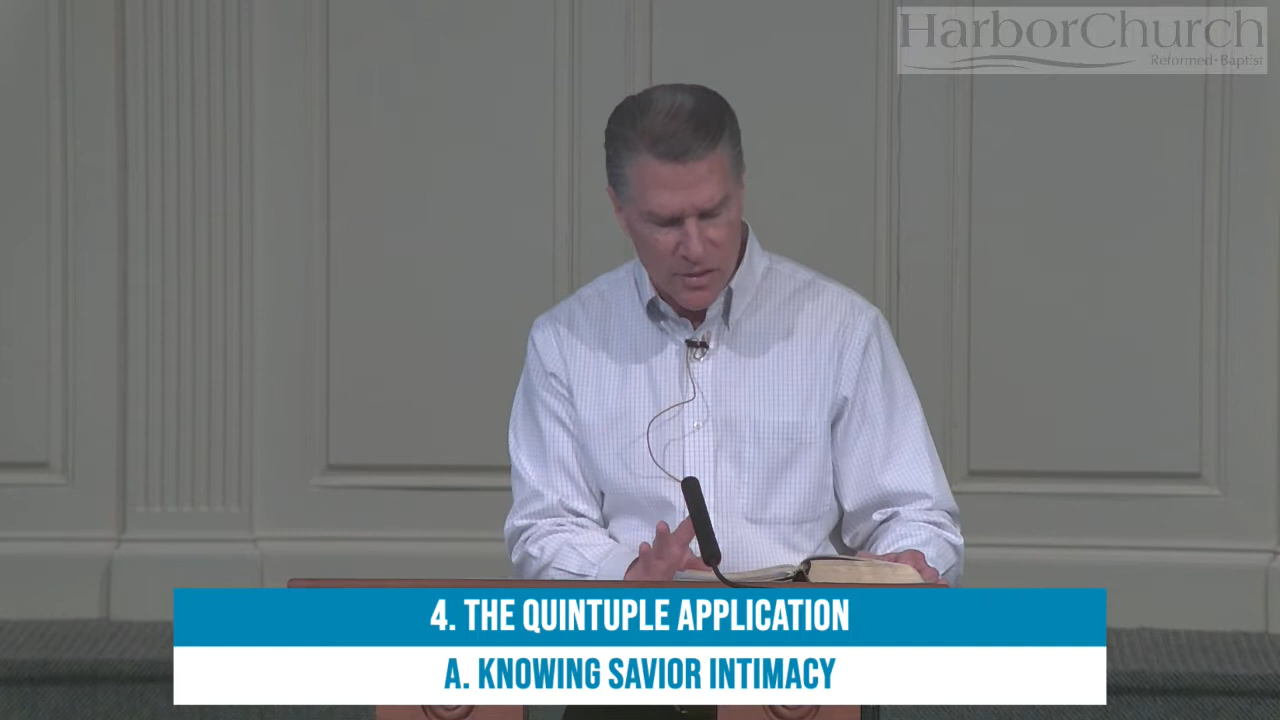 HarborChurch
Reformed•Baptist
4. THE QUINTUPLE APPLICATION
A. KNOWING SAVIOR INTIMACY